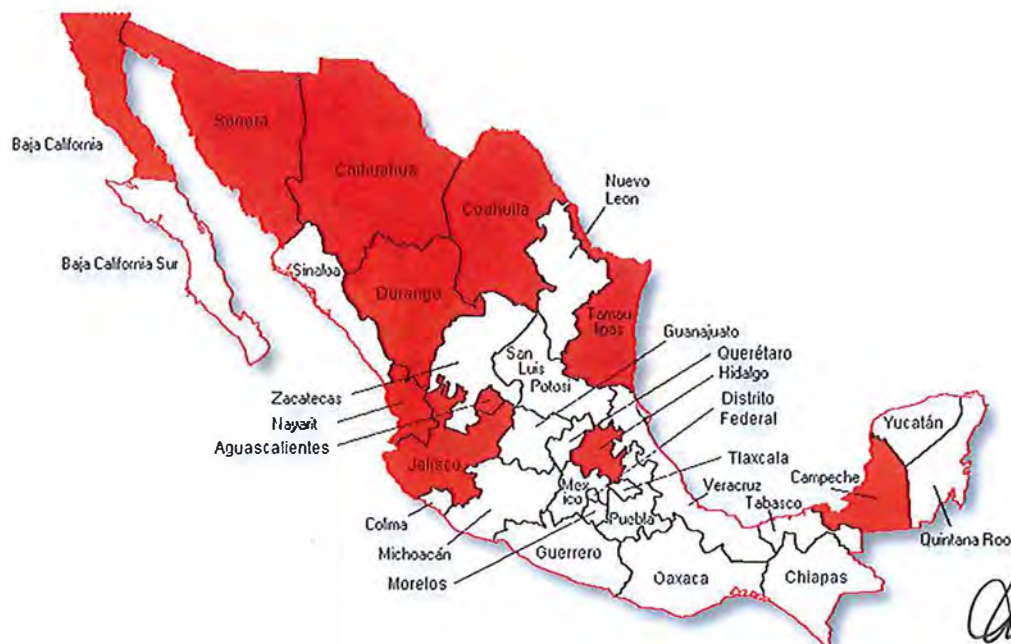 Sonora
Baja California
Chihuahua
Coahuila
Nuevo
Leon
Baja California Sur
Sinaloa
Durango
Tamau
lipas
Guanajuato
San
Luis
Potosi
Querétaro
Hidalgo
Zacatecas
Nayarit
Aguascalientes
Distrito
Federal
Yucatán
Jalisco
Tlaxcala
Campeche
Mex
ico
Veracruz
Tabasco
Colma
Puebla
Michoacán
Guerrero
Quintana Roo
Morelos
Oaxaca
Chiapas